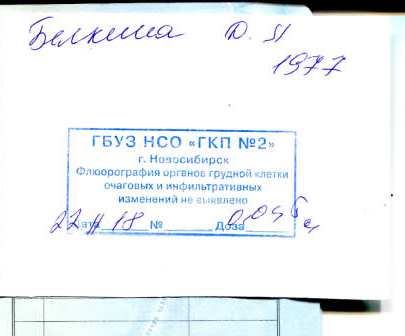 Белкина Д. Я
1977
ГБУЗ НСО «ГКП №2»
г. Новосибирск
Флюорография органов грудной клетки
очаговых и инфильтративных
изменений не выявлено
Дата 22 11 18 № Доза 0,04